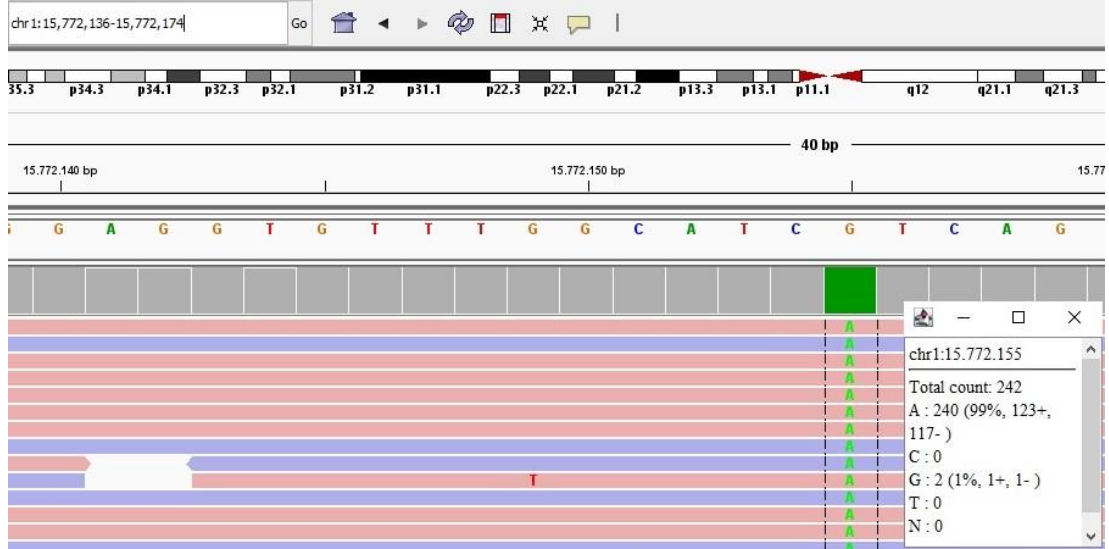 chr1:15,772,136-15,772,174
Go
35.3 p34.3 p34.1 p32.3 p32.1 p31.2 p31.1 p22.3 p22.1 p21.2 p13.3 p13.1 p11.1 q12 q21.1 q21.3
40 bp
15.772.140 bp 15.772.150 bp 15.77
G G A G G T G T T T G G C A T C G T C A G
A
A
chr1:15.772.155
A
A
Total count: 242
A
A : 240 (99%, 123+,
A
117- )
A
A
C : 0
A
G : 2 (1%, 1+, 1- )
T A
T : 0
A
N : 0
A
A
A